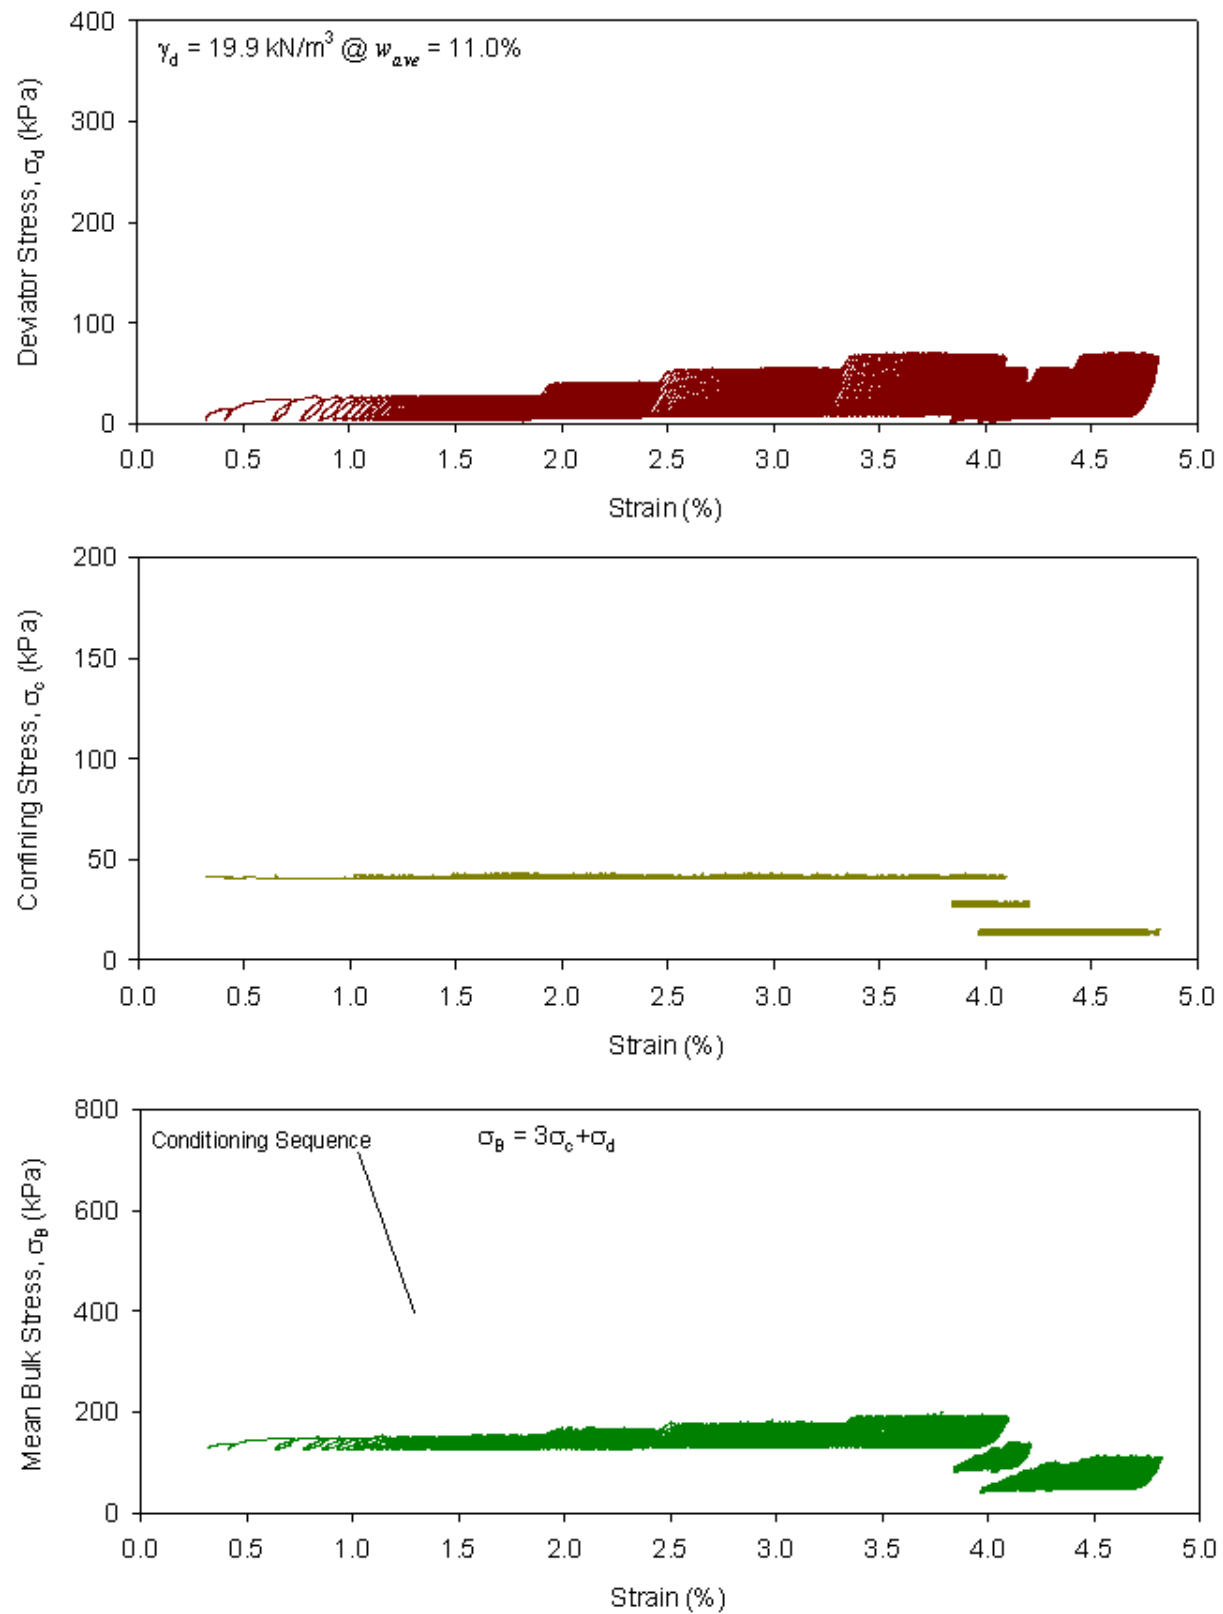 400
γd = 19.9 kN/m³ @ wave = 11.0%
300
200
100
0
Deviator Stress, σd (kPa)
0.0 0.5 1.0 1.5 2.0 2.5 3.0 3.5 4.0 4.5 5.0
Strain (%)
200
150
100
50
0
Confining Stress, σc (kPa)
0.0 0.5 1.0 1.5 2.0 2.5 3.0 3.5 4.0 4.5 5.0
Strain (%)
800
Conditioning Sequence
σB = 3σc+σd
600
400
200
0
Mean Bulk Stress, σB (kPa)
0.0 0.5 1.0 1.5 2.0 2.5 3.0 3.5 4.0 4.5 5.0
Strain (%)